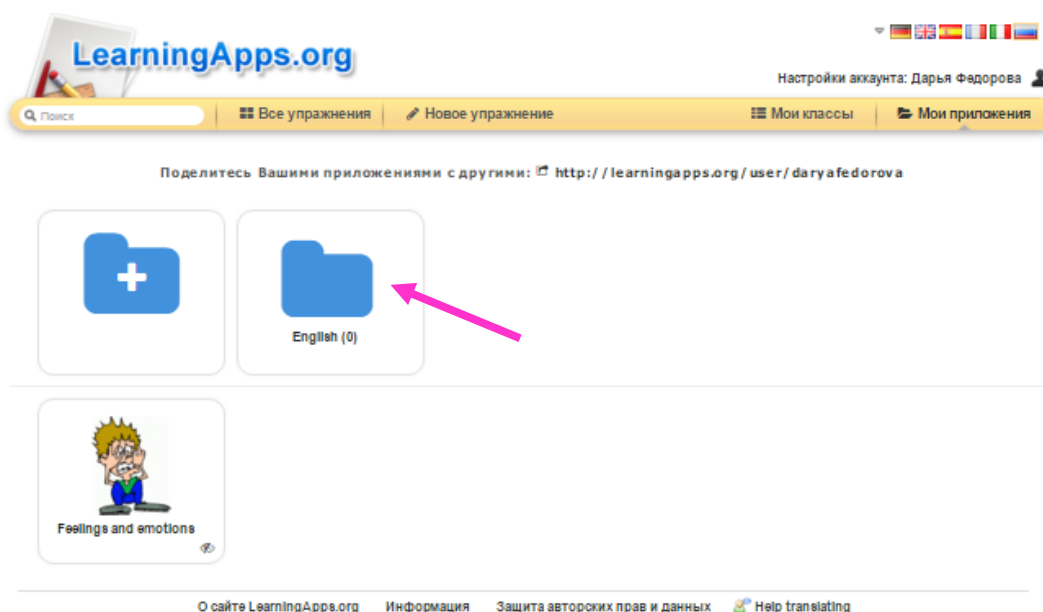 LearningApps.org
Настройки аккаунта: Дарья Федорова
Поиск
Все упражнения
Новое упражнение
Мои классы
Мои приложения
Поделитесь Вашими приложениями с другими: http://learningapps.org/user/daryafedorova
English (0)
Feelings and emotions
О сайте LearningApps.org Информация Защита авторских прав и данных Help translating